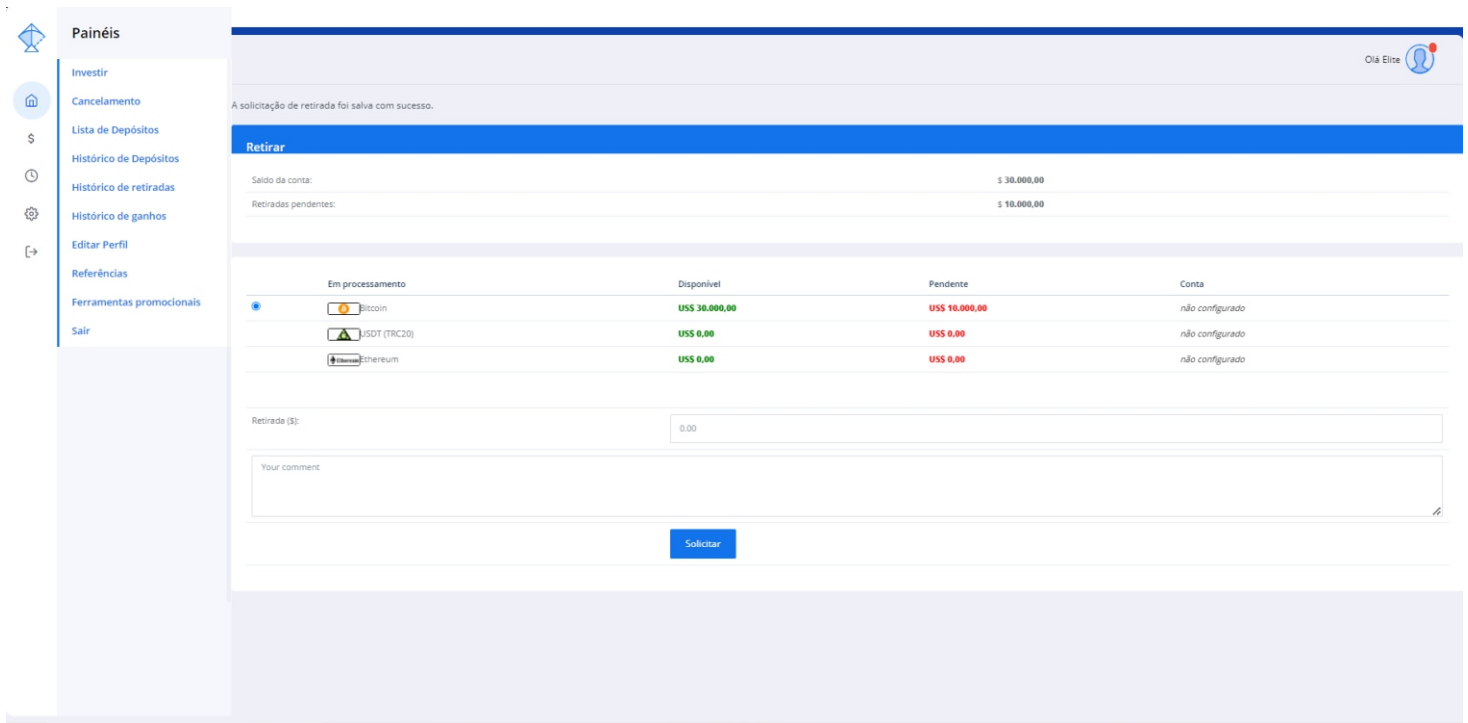 Painéis
Investir
Cancelamento
Lista de Depósitos
Histórico de Depósitos
Histórico de retiradas
Histórico de ganhos
Editar Perfil
Referências
Ferramentas promocionais
Sair
Olá Elite
A solicitação de retirada foi salva com sucesso.
Retirar
Saldo da conta: $ 30.000,00
Retiradas pendentes: $ 10.000,00
Em processamento Disponível Pendente Conta
Bitcoin US$ 30.000,00 US$ 10.000,00 não configurado
USDT (TRC20) US$ 0,00 US$ 0,00 não configurado
Ethereum Ethereum US$ 0,00 US$ 0,00 não configurado
Retirada ($): 0.00
Your comment
Solicitar